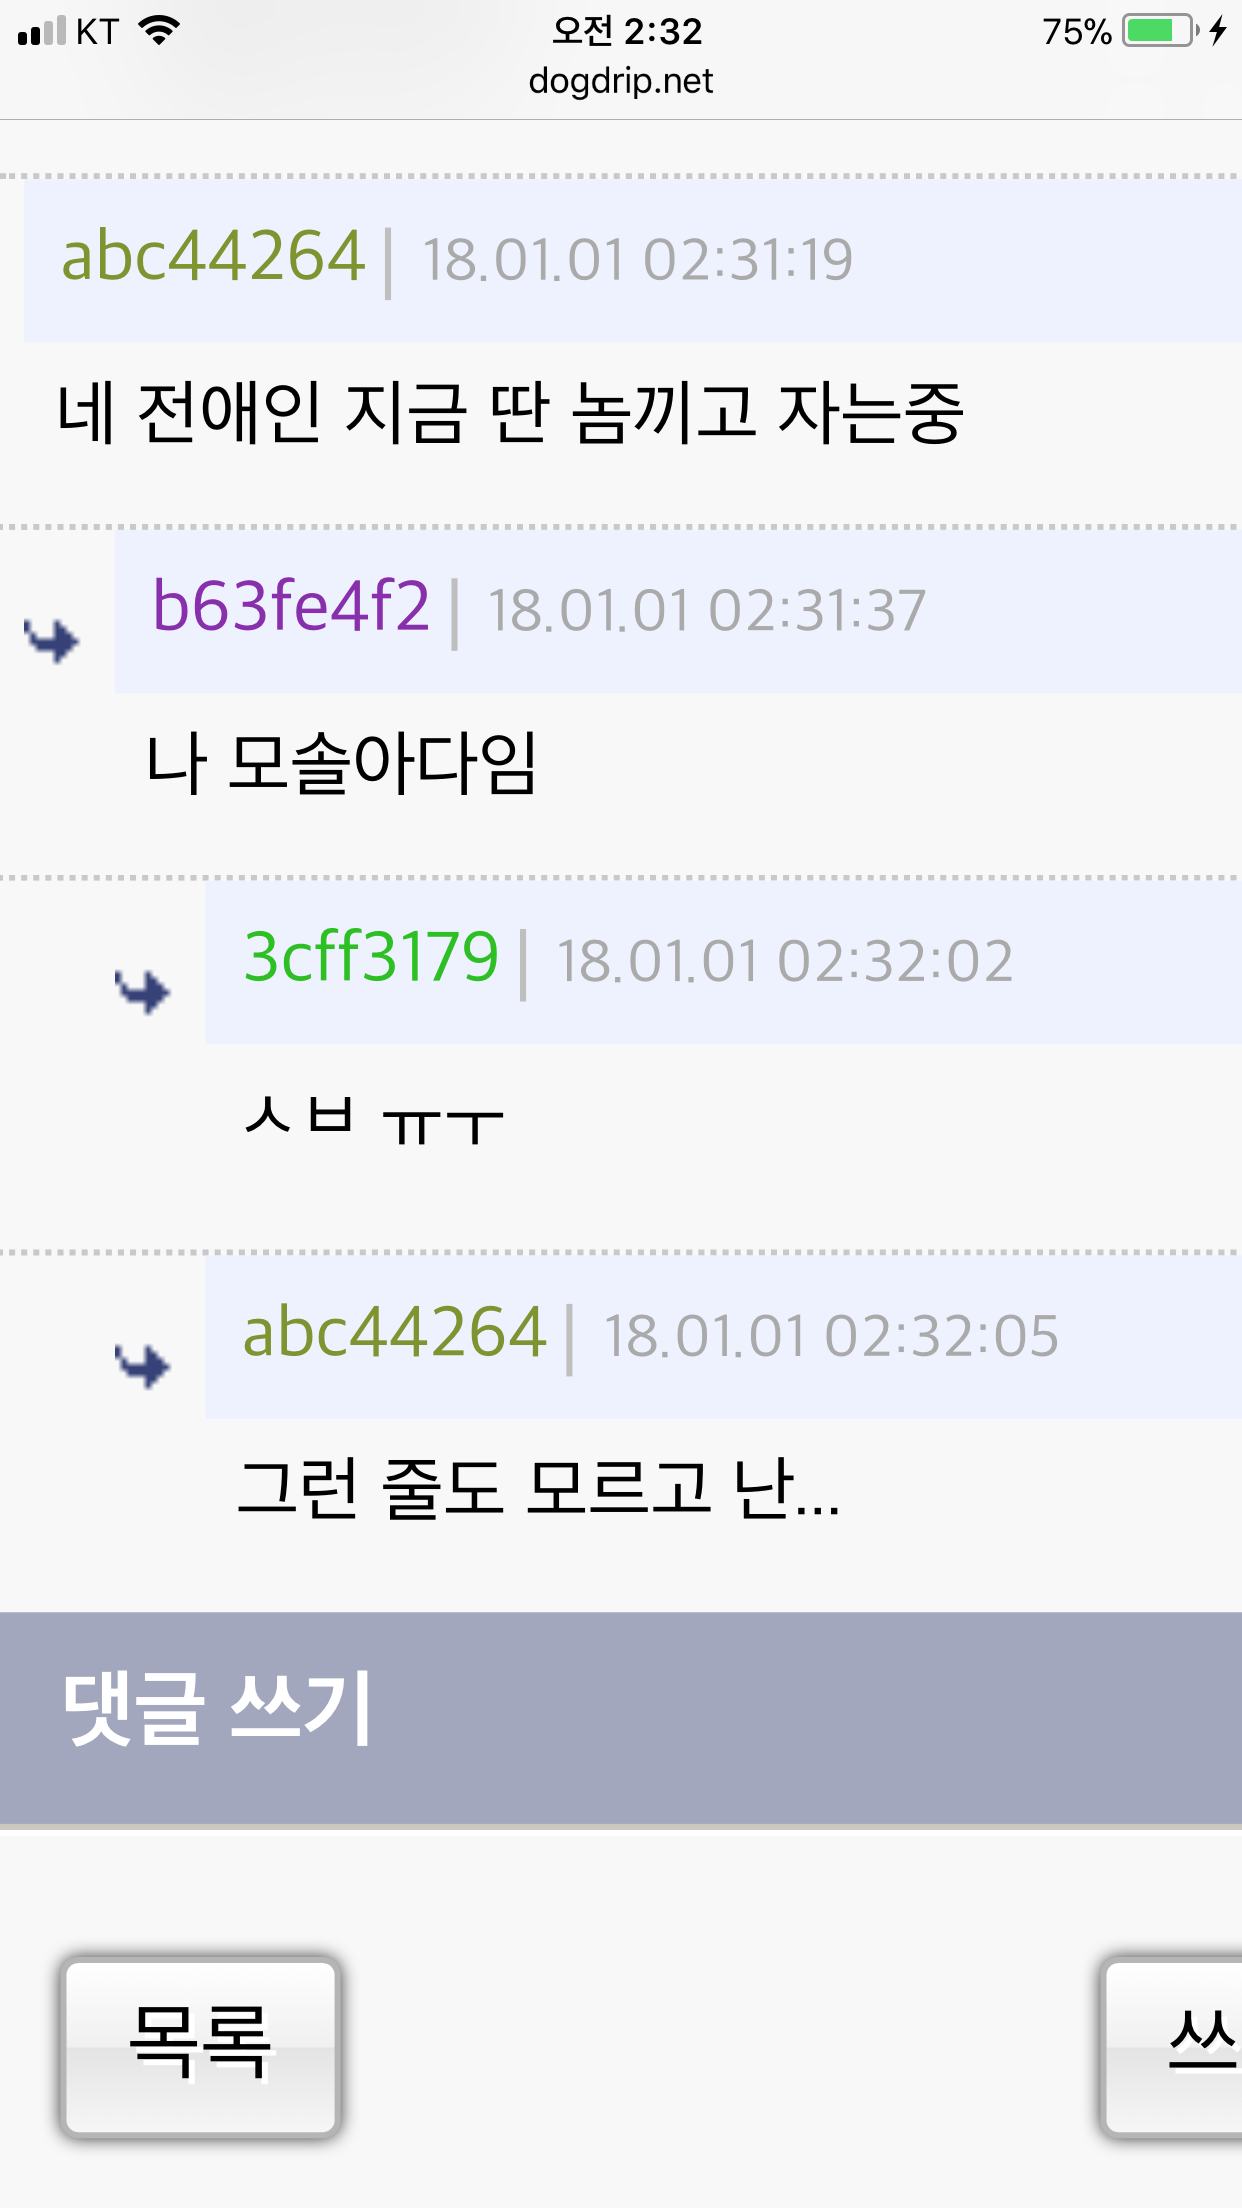 KT 오전 2:32 75%
dogdrip.net
abc44264 | 18.01.01 02:31:19
네 전애인 지금 딴 놈끼고 자는중
b63fe4f2 | 18.01.01 02:31:37
나 모솔아다임
3cff3179 | 18.01.01 02:32:02
ㅅㅂ ㅠㅜ
abc44264 | 18.01.01 02:32:05
그런 줄도 모르고 난...
댓글 쓰기
목록 쓰